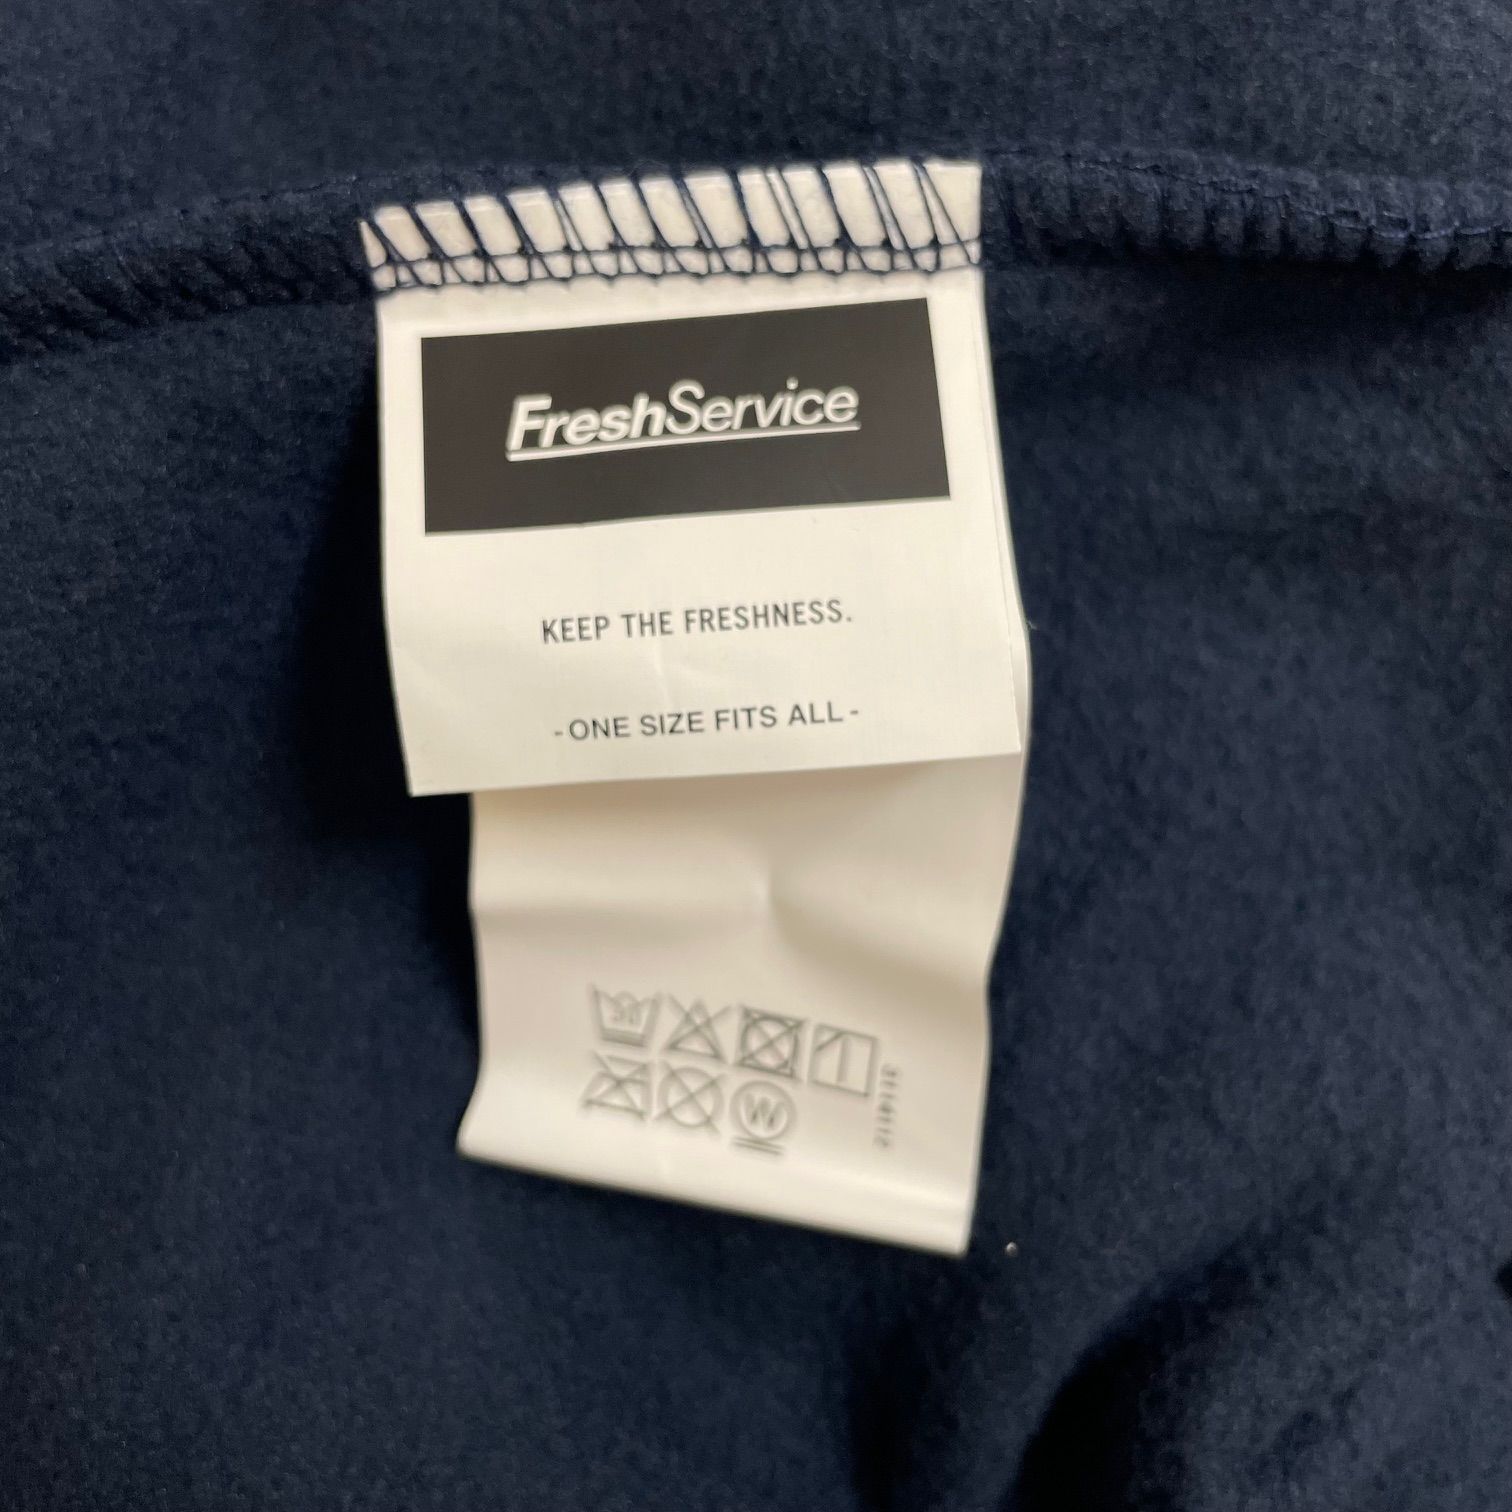 FreshService
KEEP THE FRESHNESS.
-ONE SIZE FITS ALL-
30
W